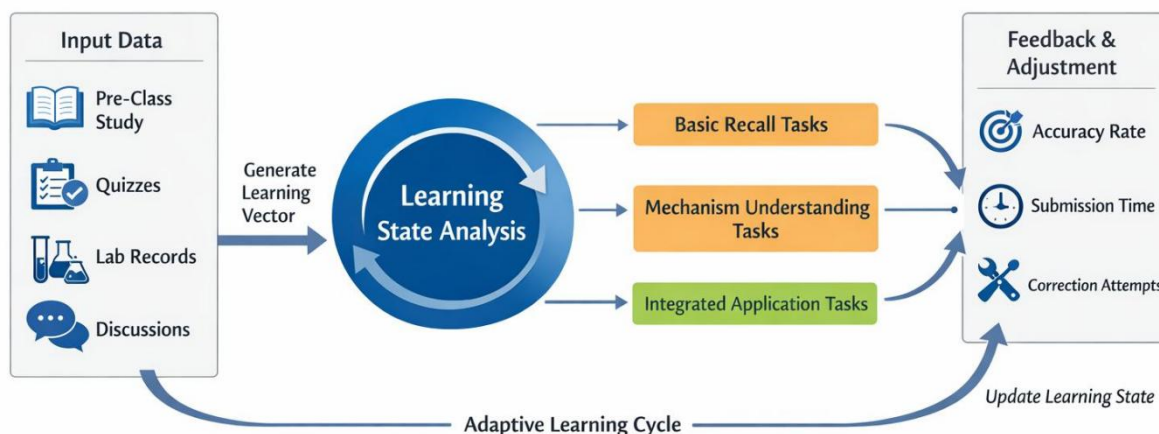 Input Data
Pre-Class
Study
Quizzes
Lab Records
Discussions
Generate
Learning
Vector
Learning
State Analysis
Basic Recall Tasks
Mechanism Understanding
Tasks
Integrated Application Tasks
Feedback &
Adjustment
Accuracy Rate
Submission Time
Correction Attempts
Update Learning State
Adaptive Learning Cycle